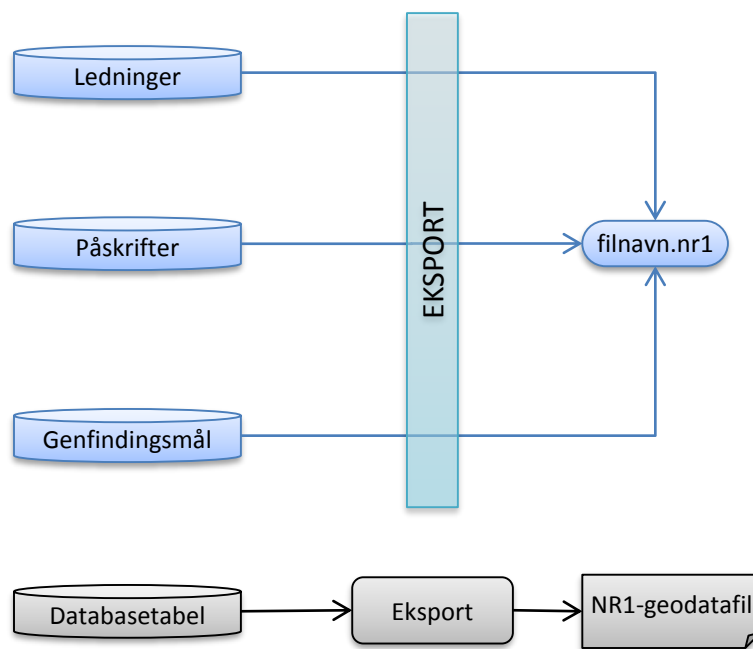 Ledninger
Påskrifter
EKSPORT
filnavn.nr1
Genfindingsmål
Databasetabel
Eksport
NR1-geodatafil